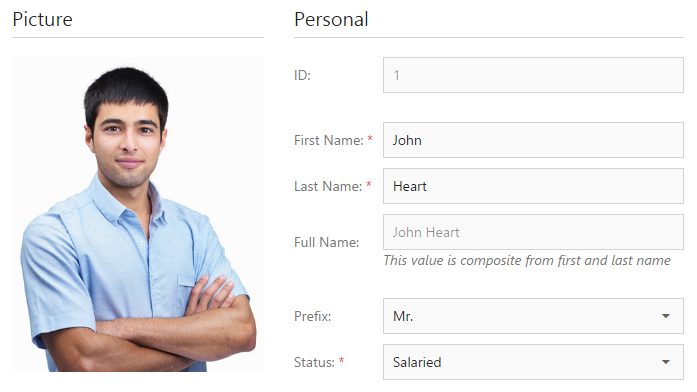 Picture
Personal
ID: 1
First Name: * John
Last Name: * Heart
Full Name: John Heart
This value is composite from first and last name
Prefix: Mr.
Status: * Salaried